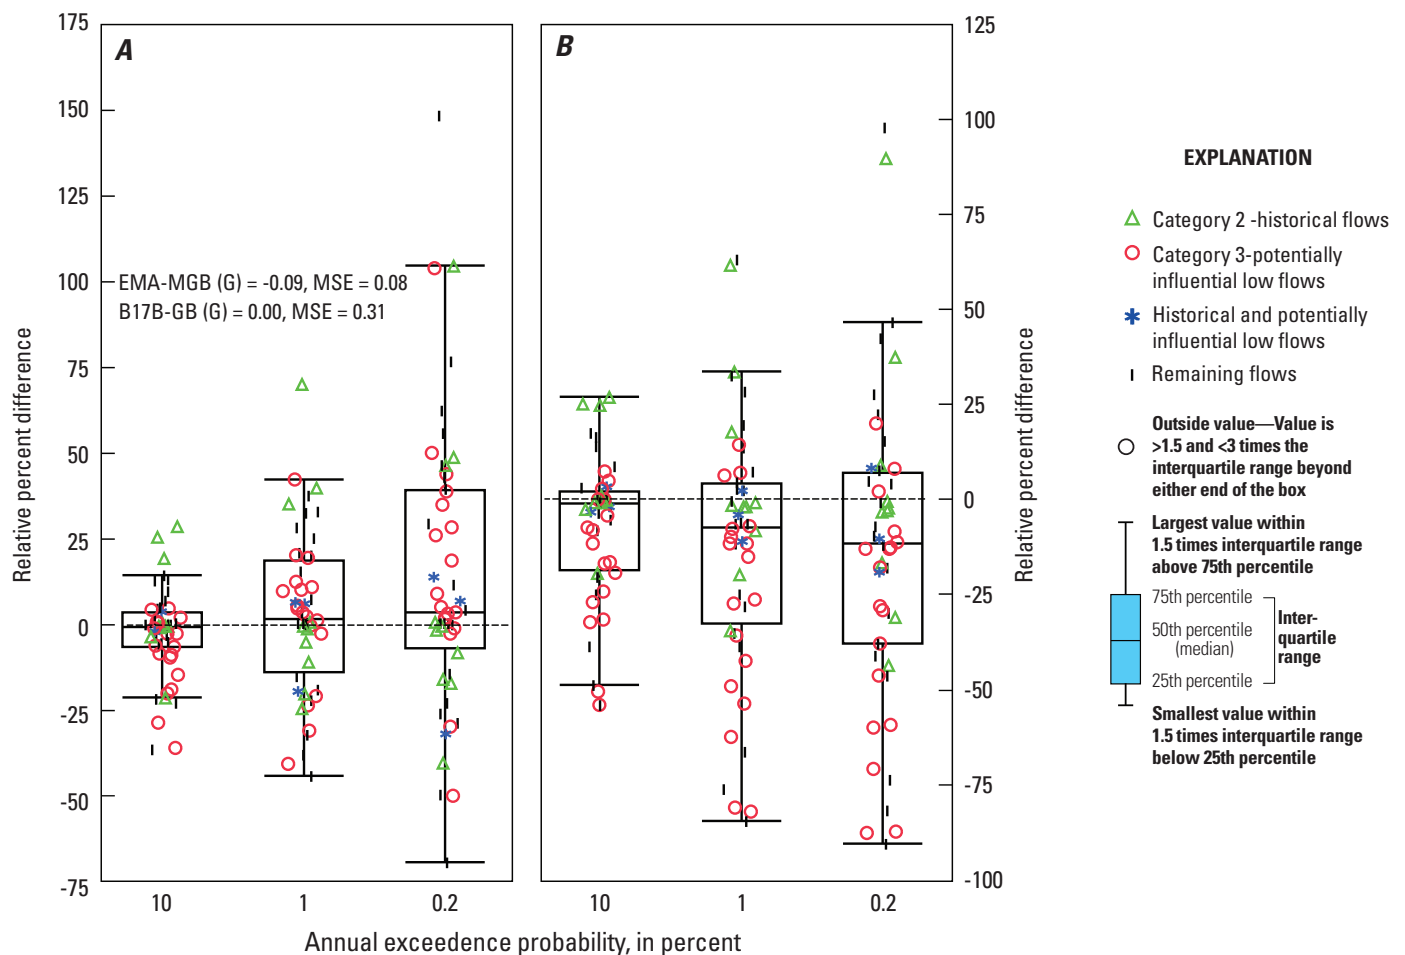 175
150
125
100
75
50
25
0
-25
-50
-75
Relative percent difference
A
EMA-MGB (G) = -0.09, MSE = 0.08
B17B-GB (G) = 0.00, MSE = 0.31
10
1
0.2
B
10
1
0.2
125
100
75
50
25
0
-25
-50
-75
-100
Relative percent difference
Annual exceedence probability, in percent
EXPLANATION
Category 2 -historical flows
Category 3-potentially
influential low flows
Historical and potentially
influential low flows
Remaining flows
Outside value—Value is
>1.5 and <3 times the
interquartile range beyond
either end of the box
Largest value within
1.5 times interquartile range
above 75th percentile
75th percentile
50th percentile
(median)
25th percentile
Inter-
quartile
range
Smallest value within
1.5 times interquartile range
below 25th percentile